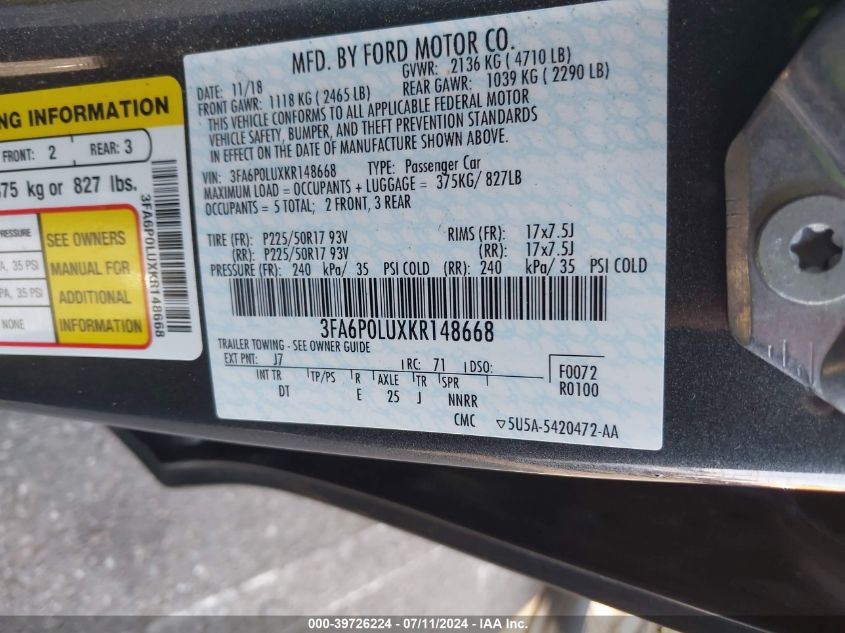 MFD. BY FORD MOTOR CO.
DATE: 11/18 GVWR: 2136 KG ( 4710 LB)
FRONT GAWR: 1118 KG ( 2465 LB) REAR GAWR: 1039 KG ( 2290 LB)
THIS VEHICLE CONFORMS TO ALL APPLICABLE FEDERAL MOTOR
VEHICLE SAFETY, BUMPER, AND THEFT PREVENTION STANDARDS
IN EFFECT ON THE DATE OF MANUFACTURE SHOWN ABOVE.
VIN: 3FA6P0LUXKR148668 TYPE: Passenger Car
MAXIMUM LOAD = OCCUPANTS + LUGGAGE = 375KG/ 827LB
OCCUPANTS = 5 TOTAL; 2 FRONT, 3 REAR
TIRE (FR): P225/50R17 93V RIMS (FR): 17x7.5J
(RR): P225/50R17 93V (RR): 17x7.5J
PRESSURE (FR): 240 kPa/ 35 PSI COLD (RR): 240 kPa/ 35 PSI COLD
3FA6P0LUXKR148668
TRAILER TOWING - SEE OWNER GUIDE
EXT PNT: J7 RC: 71 DSO: F0072
INT TR TP/PS R AXLE TR SPR R0100
DT E 25 J NNRR
CMC ▽5U5A-5420472-AA
NG INFORMATION
FRONT: 2 REAR: 3
375 kg or 827 lbs.
PRESSURE SEE OWNERS
A, 35 PSI MANUAL FOR
PA, 35 PSI ADDITIONAL
NONE INFORMATION
3FA6P0LUXKR148668
000-39726224 - 07/11/2024 - IAA Inc.